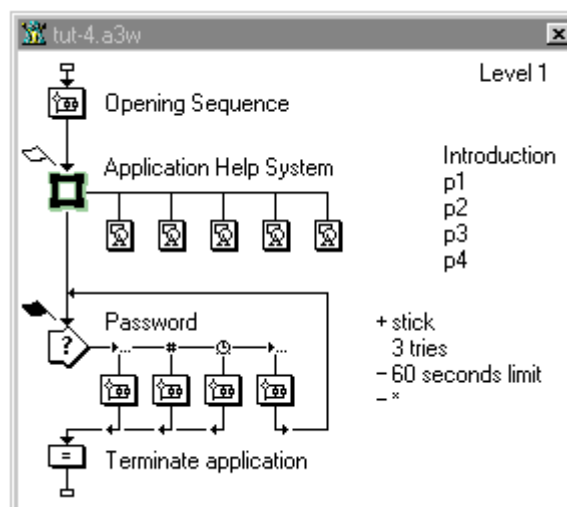 tut-4.a3w
Level 1
Opening Sequence
Application Help System
Introduction
p1
p2
p3
p4
Password
+ stick
3 tries
– 60 seconds limit
– *
? ... # ...
= Terminate application